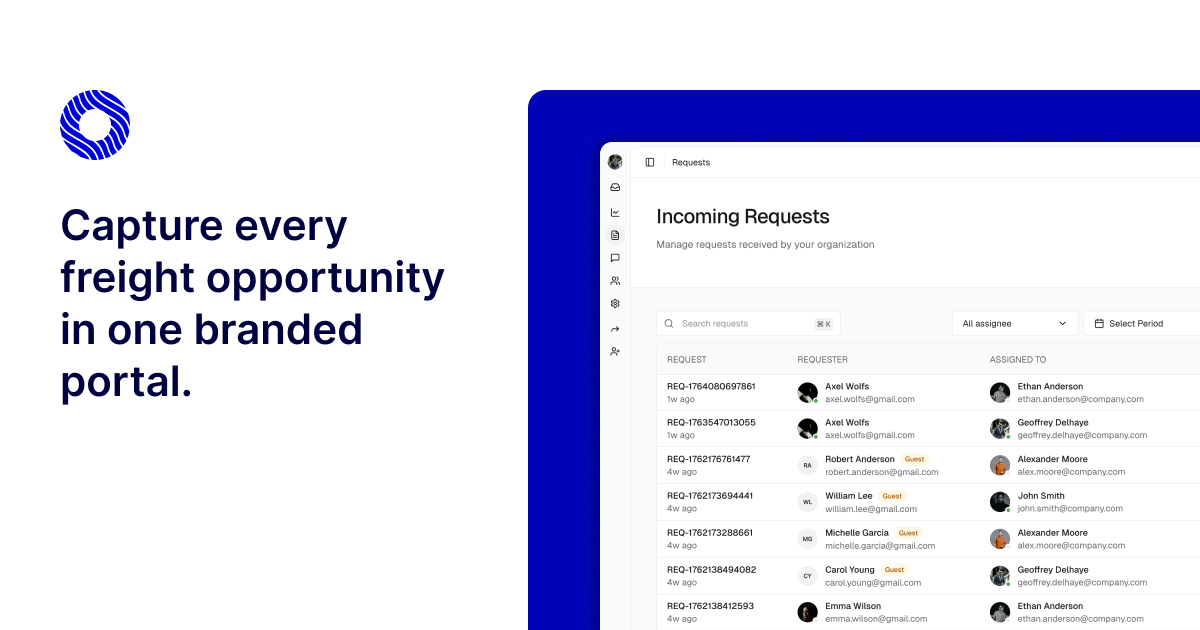 Capture every
freight opportunity
in one branded
portal.
Requests
Incoming Requests
Manage requests received by your organization
Search requests ⌘ K All assignee Select Period
REQUEST REQUESTER ASSIGNED TO
REQ-1764080697861 Axel Wolfs Ethan Anderson
1w ago axel.wolfs@gmail.com ethan.anderson@company.com
REQ-1763547013055 Axel Wolfs Geoffrey Delhaye
1w ago axel.wolfs@gmail.com geoffrey.delhaye@company.com
REQ-1762176761477 RA Robert Anderson Guest Alexander Moore
4w ago robert.anderson@gmail.com alex.moore@company.com
REQ-1762173694441 WL William Lee Guest John Smith
4w ago william.lee@gmail.com john.smith@company.com
REQ-1762173288661 MG Michelle Garcia Guest Alexander Moore
4w ago michelle.garcia@gmail.com alex.moore@company.com
REQ-1762138494082 CY Carol Young Guest Geoffrey Delhaye
4w ago carol.young@gmail.com geoffrey.delhaye@company.com
REQ-1762138412593 Emma Wilson Ethan Anderson
4w ago emma.wilson@gmail.com ethan.anderson@company.com